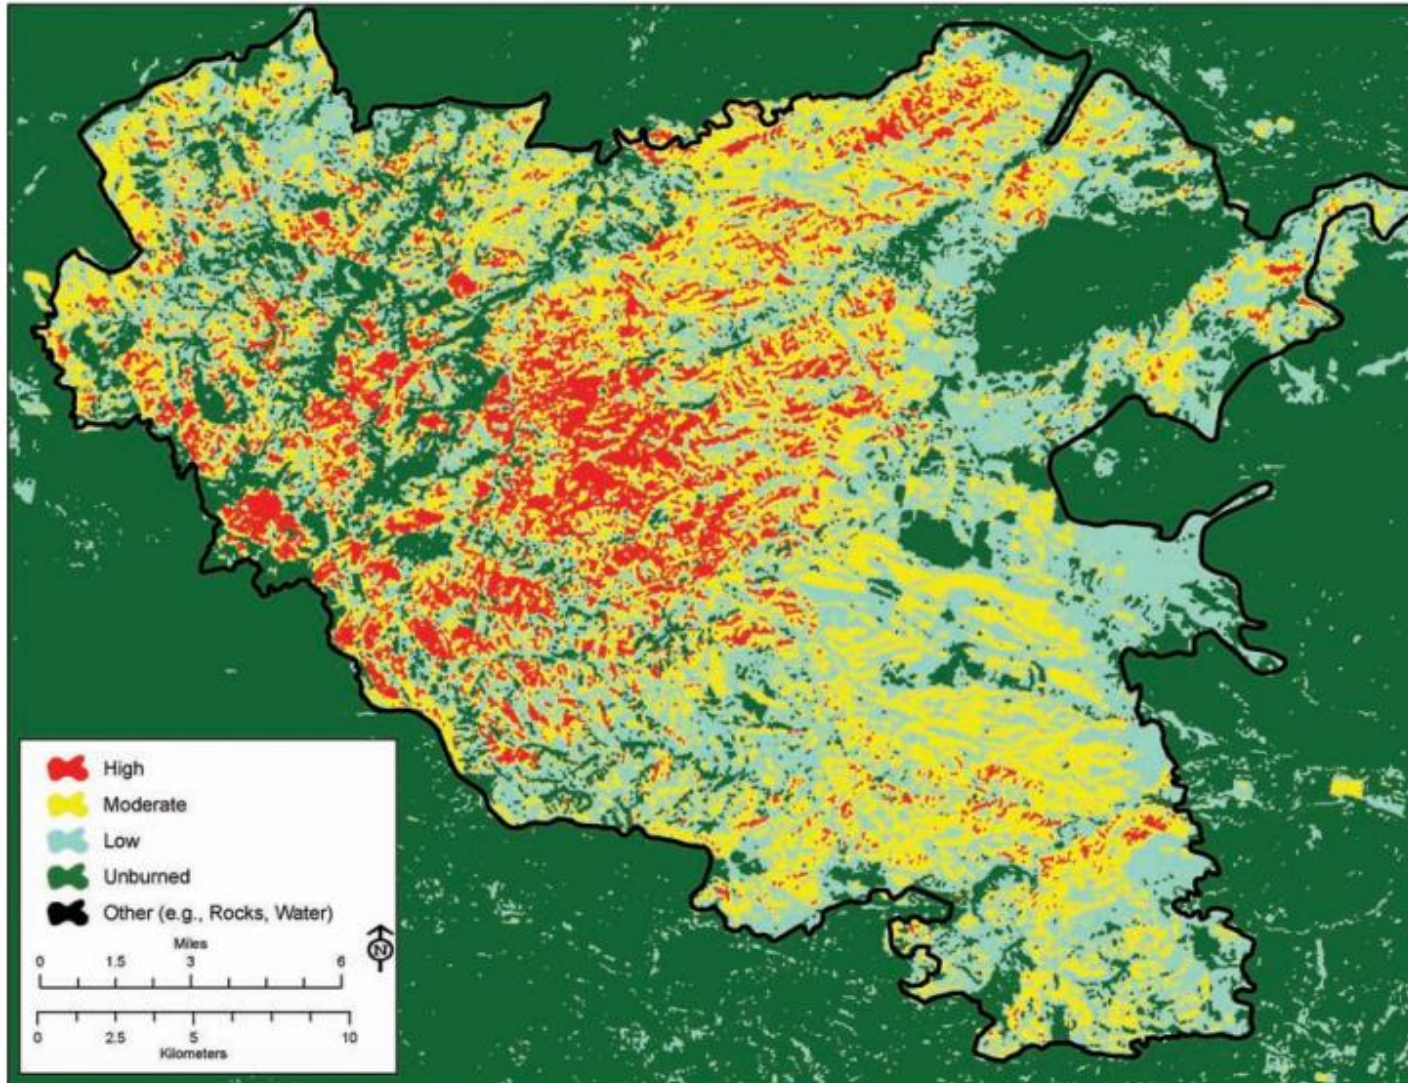 High
Moderate
Low
Unburned
Other (e.g., Rocks, Water)
Miles
0 1.5 3 6
0 2.5 5 10
Kilometers
N